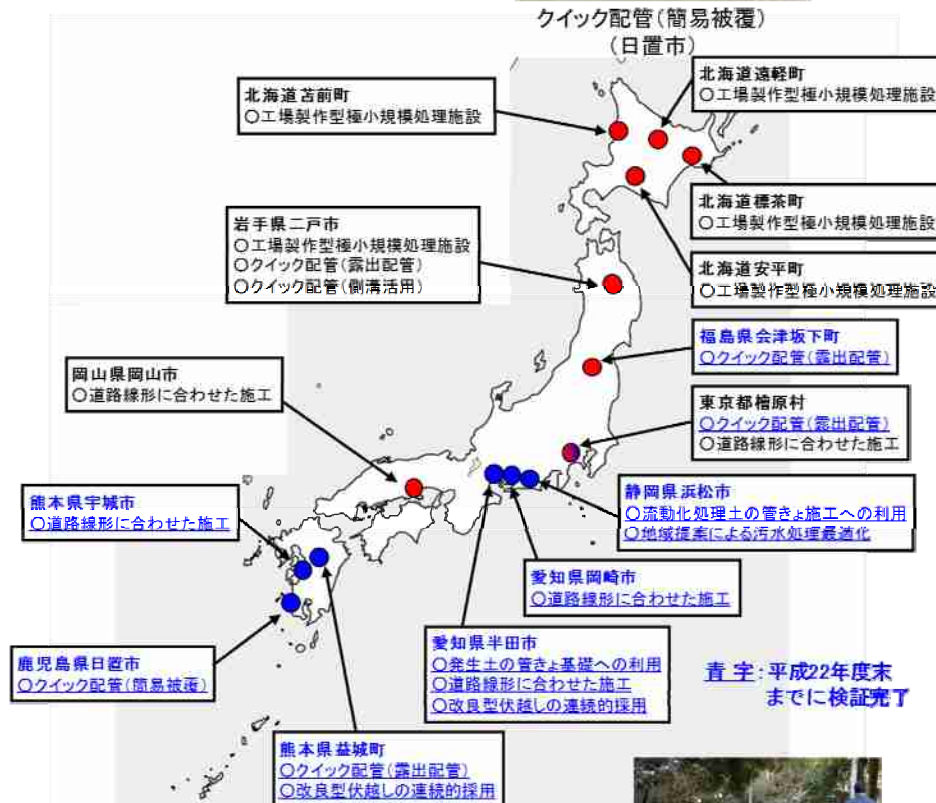 クイック配管(簡易被覆)
(日置市)
北海道遠軽町
○工場製作型極小規模処理施設
北海道苫前町
○工場製作型極小規模処理施設
北海道標茶町
○工場製作型極小規模処理施設
岩手県二戸市
○工場製作型極小規模処理施設
○クイック配管(露出配管)
○クイック配管(側溝活用)
北海道安平町
○工場製作型極小規模処理施設
福島県会津坂下町
○クイック配管(露出配管)
岡山県岡山市
○道路線形に合わせた施工
東京都檜原村
○クイック配管(露出配管)
○道路線形に合わせた施工
熊本県宇城市
○道路線形に合わせた施工
静岡県浜松市
○流動化処理土の管きょ施工への利用
○地域提案による汚水処理最適化
愛知県岡崎市
○道路線形に合わせた施工
愛知県半田市
○発生土の管きょ基礎への利用
○道路線形に合わせた施工
○改良型伏越しの連続的採用
鹿児島県日置市
○クイック配管(簡易被覆)
青字:平成22年度末
までに検証完了
熊本県益城町
○クイック配管(露出配管)
○改良型伏越しの連続的採用